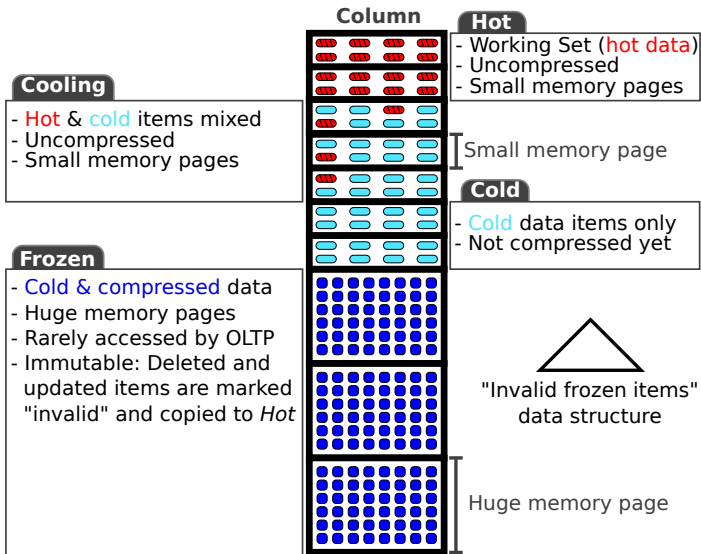 Column
Hot
- Working Set (hot data)
- Uncompressed
- Small memory pages
Cooling
- Hot & cold items mixed
- Uncompressed
- Small memory pages
Small memory page
Cold
- Cold data items only
- Not compressed yet
Frozen
- Cold & compressed data
- Huge memory pages
- Rarely accessed by OLTP
- Immutable: Deleted and
updated items are marked
"invalid" and copied to Hot
"Invalid frozen items"
data structure
Huge memory page